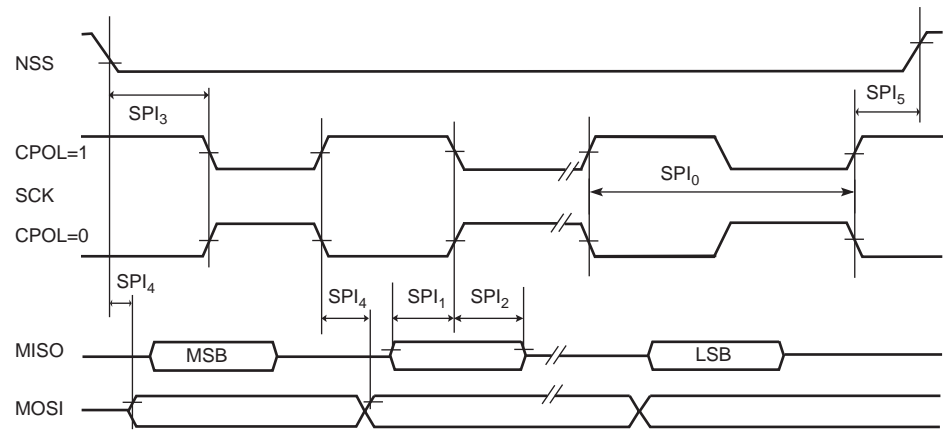 NSS
SPI3
SPI5
CPOL=1
SPI0
SCK
CPOL=0
SPI4
SPI4
SPI1
SPI2
MISO
MSB
LSB
MOSI